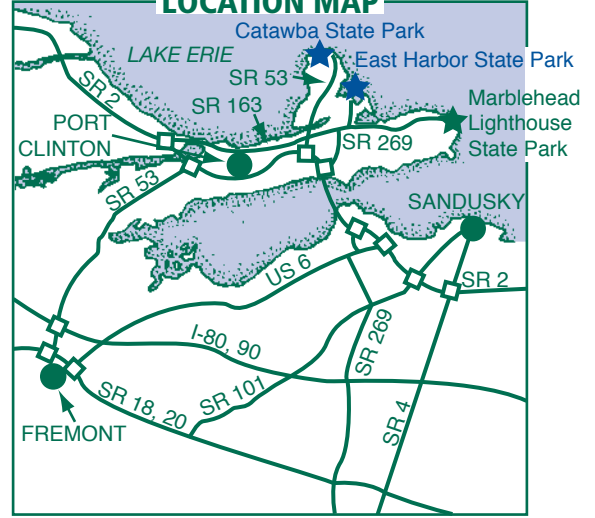 LOCATION MAP
Catawba State Park
LAKE ERIE
East Harbor State Park
SR 53
SR 2
SR 163
Marblehead
Lighthouse
State Park
PORT
CLINTON
SR 269
SR 53
SANDUSKY
US 6
SR 2
I-80, 90
SR 269
SR 101
SR 18, 20
SR 4
FREMONT